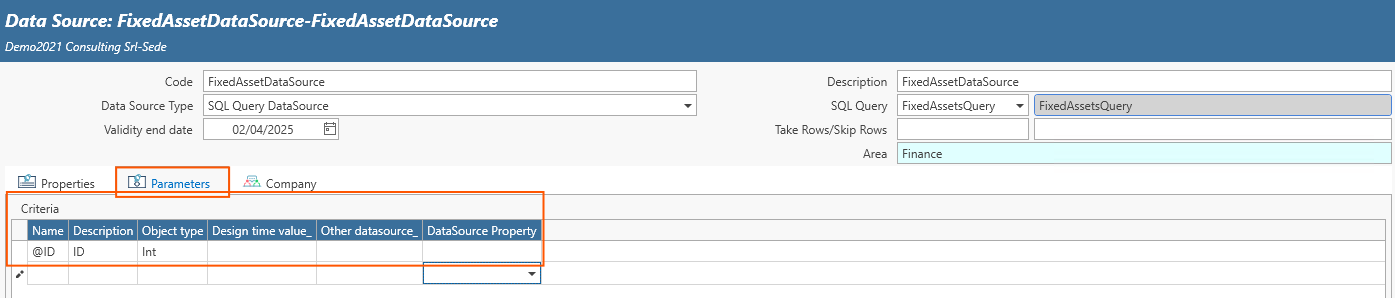 Data Source: FixedAssetDataSource-FixedAssetDataSource
Demo2021 Consulting Srl-Sede
Code FixedAssetDataSource Description FixedAssetDataSource
Data Source Type SQL Query DataSource SQL Query FixedAssetsQuery FixedAssetsQuery
Validity end date 02/04/2025 Take Rows/Skip Rows
Area Finance
Properties Parameters Company
Criteria
Name Description Object type Design time value_ Other datasource_ DataSource Property
@ID ID Int